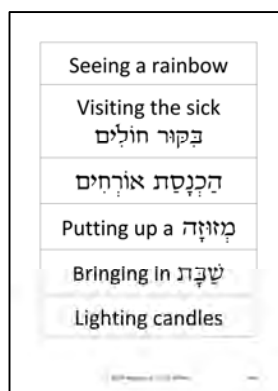 Seeing a rainbow
Visiting the sick
בִּקּוּר חוֹלִים
הַכְנָסַת אוֹרְחִים
Putting up a מְזוּזָה
Bringing in שַׁבָּת
Lighting candles